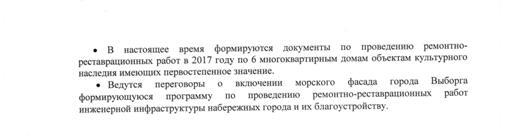 • В настоящее время формируются документы по проведению ремонтно-
реставрационных работ в 2017 году по 6 многоквартирным домам объектам культурного
наследия имеющих первостепенное значение.
• Ведутся переговоры о включении морского фасада города Выборга
формирующуюся программу по проведению ремонтно-реставрационных работ
инженерной инфраструктуры набережных города и их благоустройству.